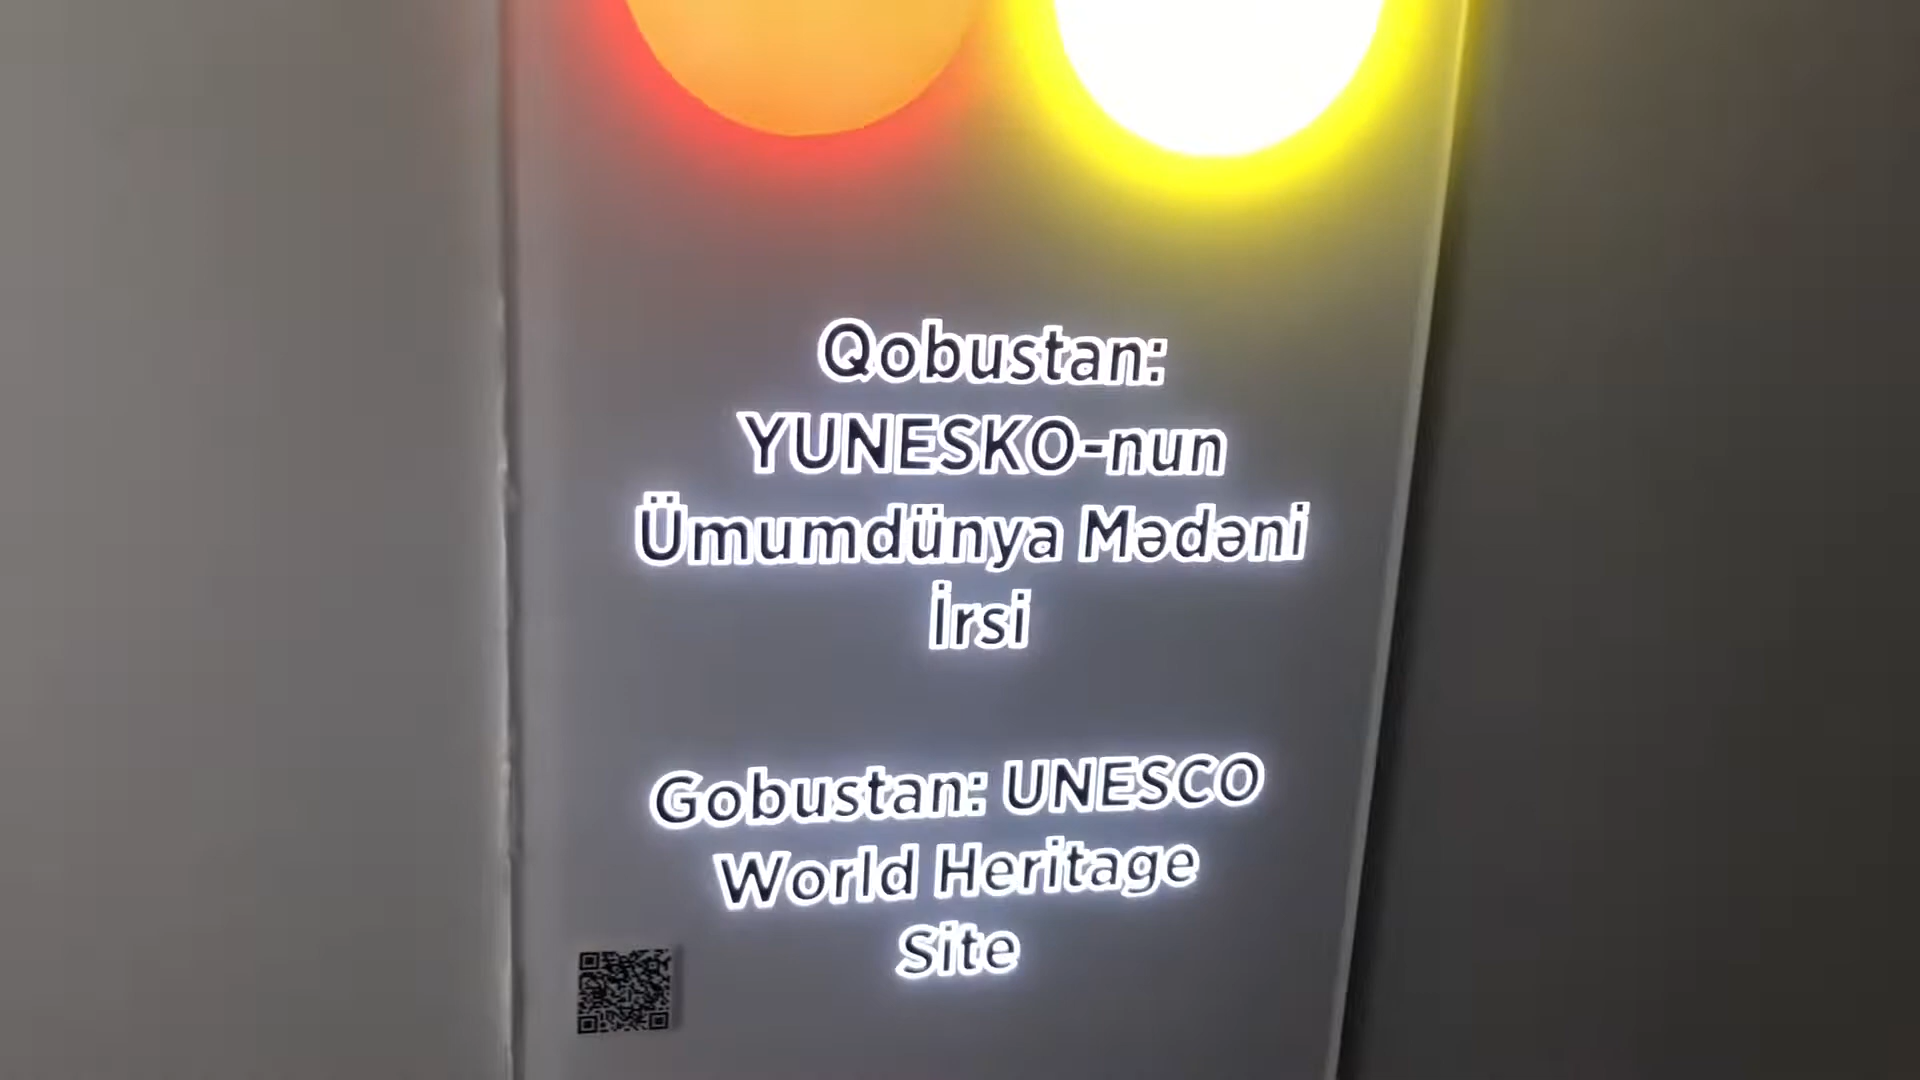 Qobustan:
YUNESKO-nun
Ümumdünya Mədəni
İrsi
Gobustan: UNESCO
World Heritage
Site